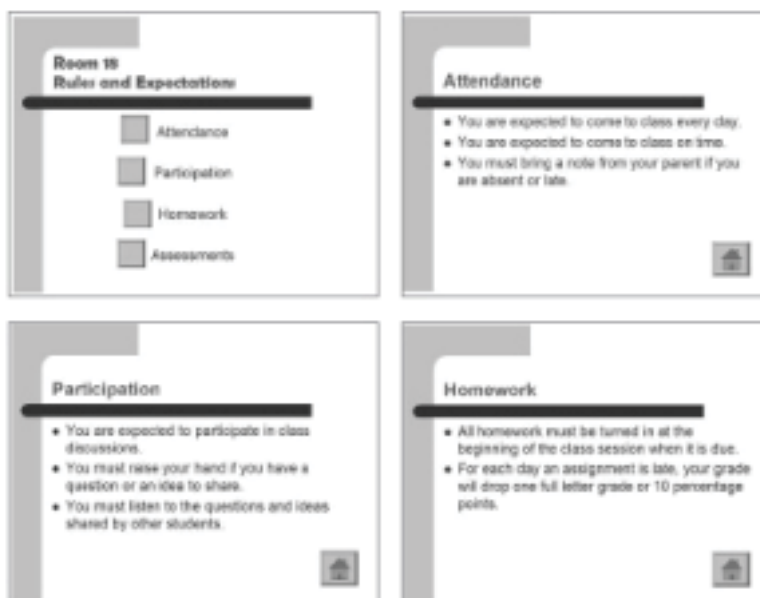 Room 18
Rules and Expectations
Attendance
Participation
Homework
Assessments
Attendance
• You are expected to come to class every day.
• You are expected to come to class on time.
• You must bring a note from your parent if you
are absent or late.
Participation
• You are expected to participate in class
discussions.
• You must raise your hand if you have a
question or an idea to share.
• You must listen to the questions and ideas
shared by other students.
Homework
• All homework must be turned in at the
beginning of the class session when it is due.
• For each day an assignment is late, your grade
will drop one full letter grade or 10 percentage
points.